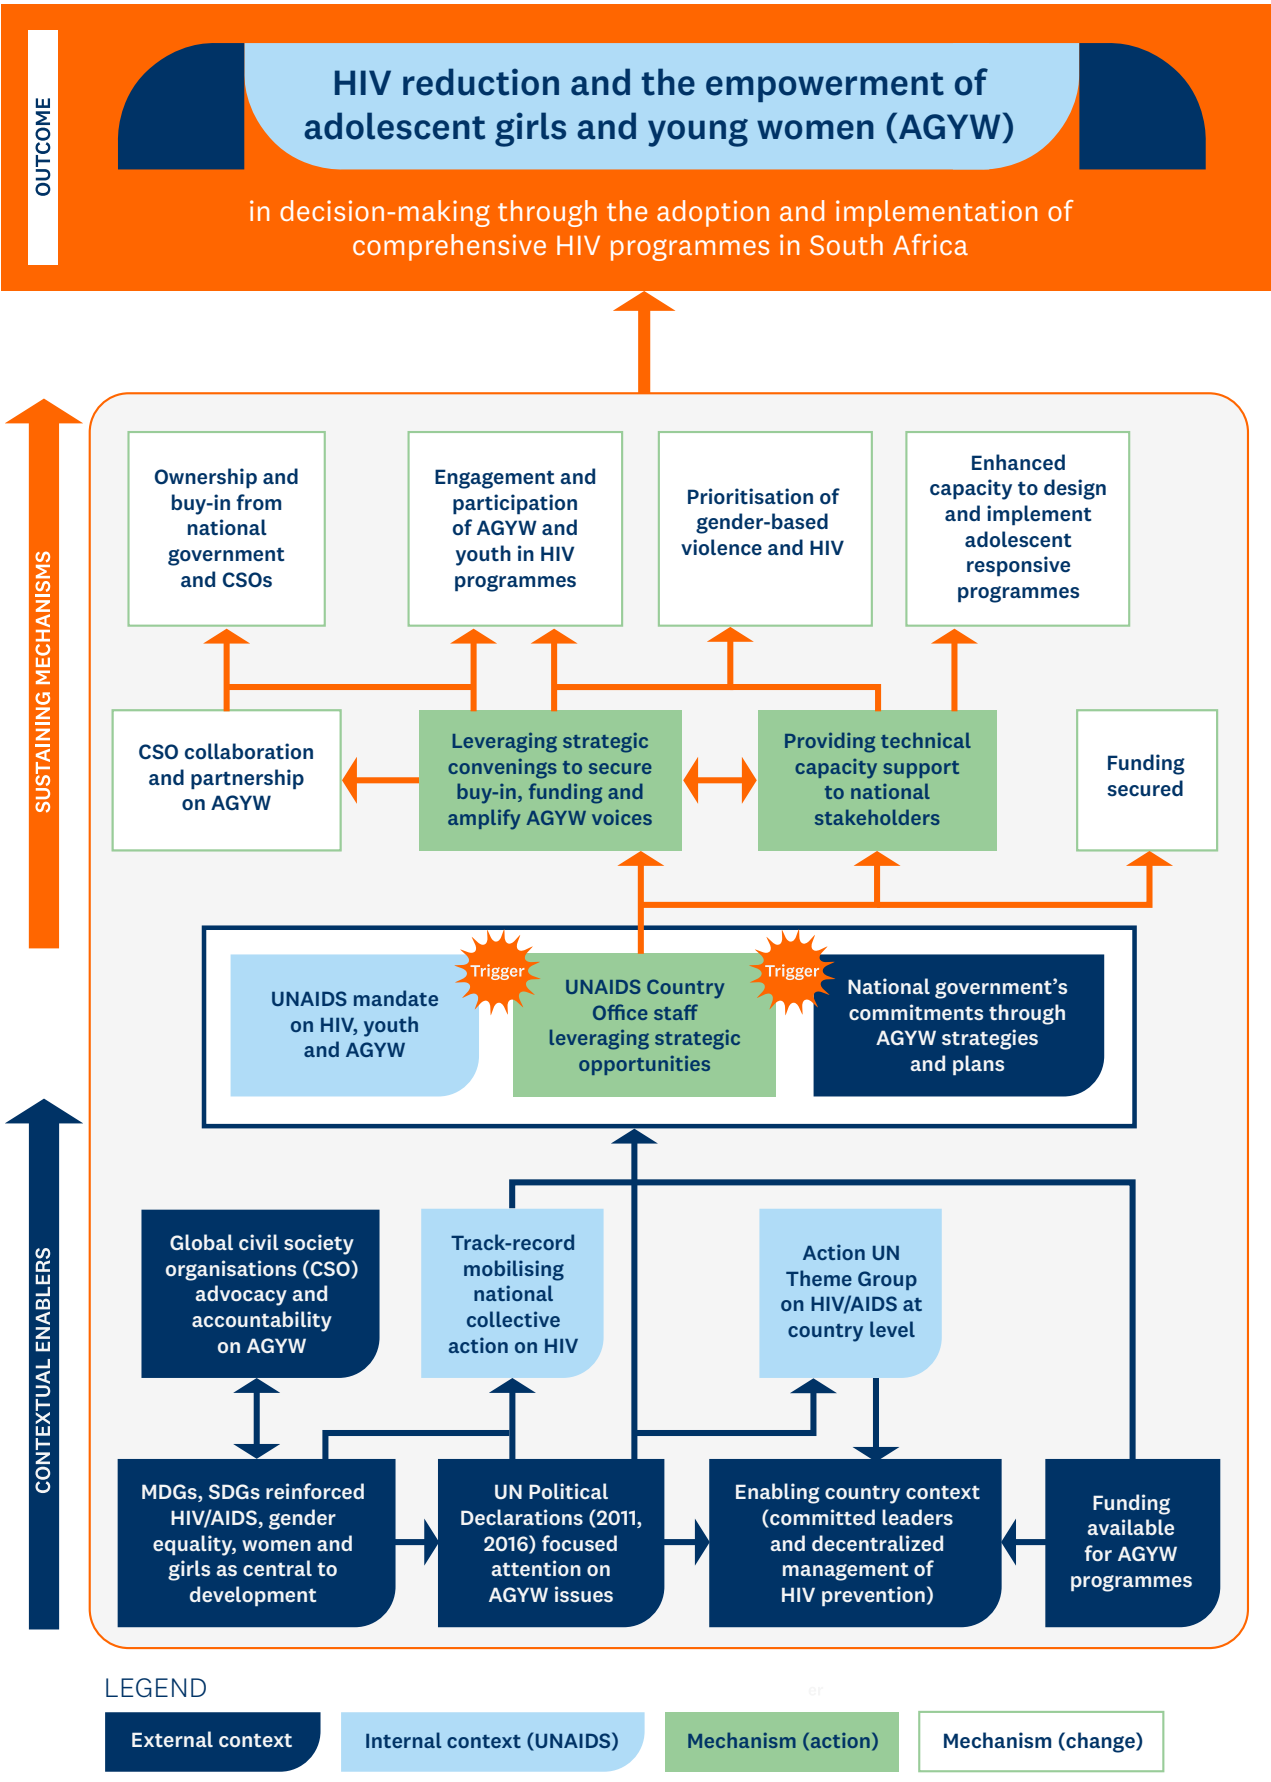 OUTCOME
HIV reduction and the empowerment of
adolescent girls and young women (AGYW)
in decision-making through the adoption and implementation of
comprehensive HIV programmes in South Africa
SUSTAINING MECHANISMS
Ownership and
buy-in from
national
government
and CSOs
Engagement and
participation
of AGYW and
youth in HIV
programmes
Prioritisation of
gender-based
violence and HIV
Enhanced
capacity to design
and implement
adolescent
responsive
programmes
CSO collaboration
and partnership
on AGYW
Leveraging strategic
convenings to secure
buy-in, funding and
amplify AGYW voices
Providing technical
capacity support
to national
stakeholders
Funding
secured
UNAIDS mandate
on HIV, youth
and AGYW
Trigger
UNAIDS Country
Office staff
leveraging strategic
opportunities
Trigger
National government's
commitments through
AGYW strategies
and plans
CONTEXTUAL ENABLERS
Global civil society
organisations (CSO)
advocacy and
accountability
on AGYW
Track-record
mobilising
national
collective
action on HIV
Action UN
Theme Group
on HIV/AIDS at
country level
MDGs, SDGs reinforced
HIV/AIDS, gender
equality, women and
girls as central to
development
UN Political
Declarations (2011,
2016) focused
attention on
AGYW issues
Enabling country context
(committed leaders
and decentralized
management of
HIV prevention)
Funding
available
for AGYW
programmes
LEGEND
er
External context
Internal context (UNAIDS)
Mechanism (action)
Mechanism (change)